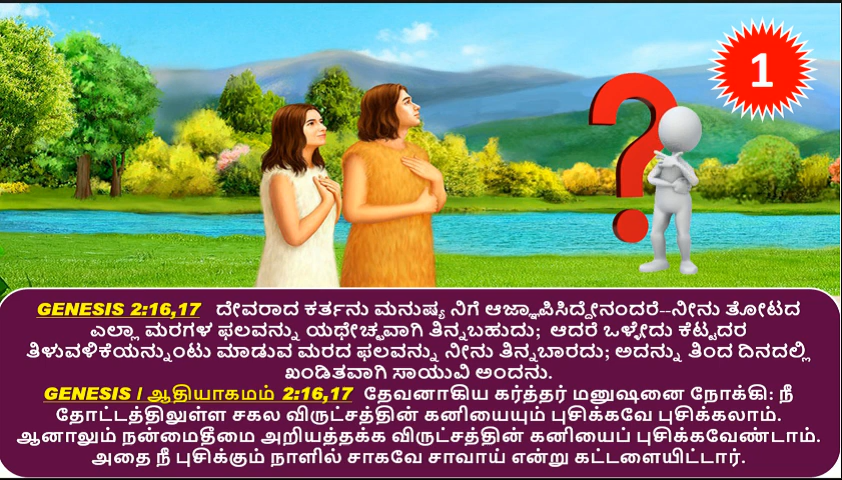 1
GENESIS 2:16,17 ದೇವರಾದ ಕರ್ತನು ಮನುಷ್ಯ ನಿಗೆ ಆಜ್ಞಾಪಿಸಿದ್ದೇನಂದರೆ--ನೀನು ತೋಟದ
ಎಲ್ಲಾ ಮರಗಳ ಫಲವನ್ನು ಯಥೇಚ್ಚವಾಗಿ ತಿನ್ನಬಹುದು; ಆದರೆ ಒಳ್ಳೇದು ಕೆಟ್ಟದರ
ತಿಳುವಳಿಕೆಯನ್ನುಂಟು ಮಾಡುವ ಮರದ ಫಲವನ್ನು ನೀನು ತಿನ್ನಬಾರದು; ಅದನ್ನು ತಿಂದ ದಿನದಲ್ಲಿ
ಖಂಡಿತವಾಗಿ ಸಾಯುವಿ ಅಂದನು.
GENESIS / ஆதியாகமம் 2:16,17 தேவனாகிய கர்த்தர் மனுஷனை நோக்கி: நீ
தோட்டத்திலுள்ள சகல விருட்சத்தின் கனியையும் புசிக்கவே புசிக்கலாம்.
ஆனாலும் நன்மைதீமை அறியத்தக்க விருட்சத்தின் கனியைப் புசிக்கவேண்டாம்.
அதை நீ புசிக்கும் நாளில் சாகவே சாவாய் என்று கட்டளையிட்டார்.